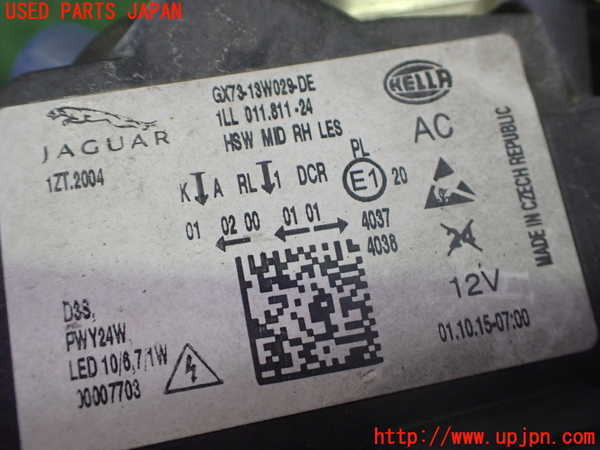 USED PARTS JAPAN
GX73-13W029-DE
1LL 011.811-24
HSW MID RH LES
HELLA
JAGUAR
1ZT.2004
AC
K A RL 1 DCR PL E1 20
01 02 00 01 01 4037
4038
MADE IN CZECH REPUBLIC
12V
01.10.15-07:00
D3S,
PWY24W
LED 10/6,7/1W
00007703
UPJ
http://www.upjpn.com